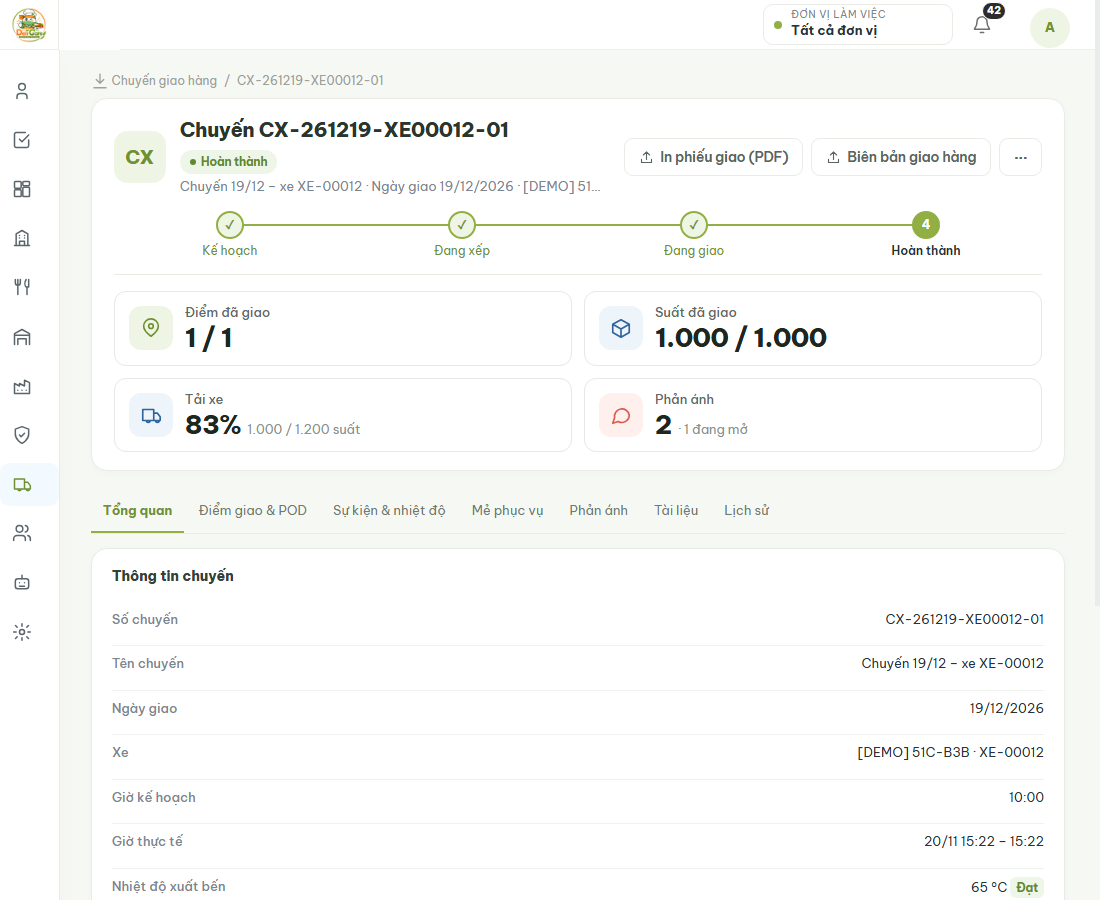 ĐƠN VỊ LÀM VIỆC
Tất cả đơn vị
42
A
Chuyến giao hàng / CX-261219-XE00012-01
CX
Chuyến CX-261219-XE00012-01
Hoàn thành
Chuyến 19/12 – xe XE-00012 · Ngày giao 19/12/2026 · [DEMO] 51...
In phiếu giao (PDF)
Biên bản giao hàng
...
✓ ✓ ✓ 4
Kế hoạch
Đang xếp
Đang giao
Hoàn thành
Điểm đã giao
1 / 1
Suất đã giao
1.000 / 1.000
Tải xe
83% 1.000 / 1.200 suất
Phản ánh
2 · 1 đang mở
Tổng quan
Điểm giao & POD
Sự kiện & nhiệt độ
Mẻ phục vụ
Phản ánh
Tài liệu
Lịch sử
Thông tin chuyến
Số chuyến
CX-261219-XE00012-01
Tên chuyến
Chuyến 19/12 – xe XE-00012
Ngày giao
19/12/2026
Xe
[DEMO] 51C-B3B · XE-00012
Giờ kế hoạch
10:00
Giờ thực tế
20/11 15:22 – 15:22
Nhiệt độ xuất bến
65 °C Đạt